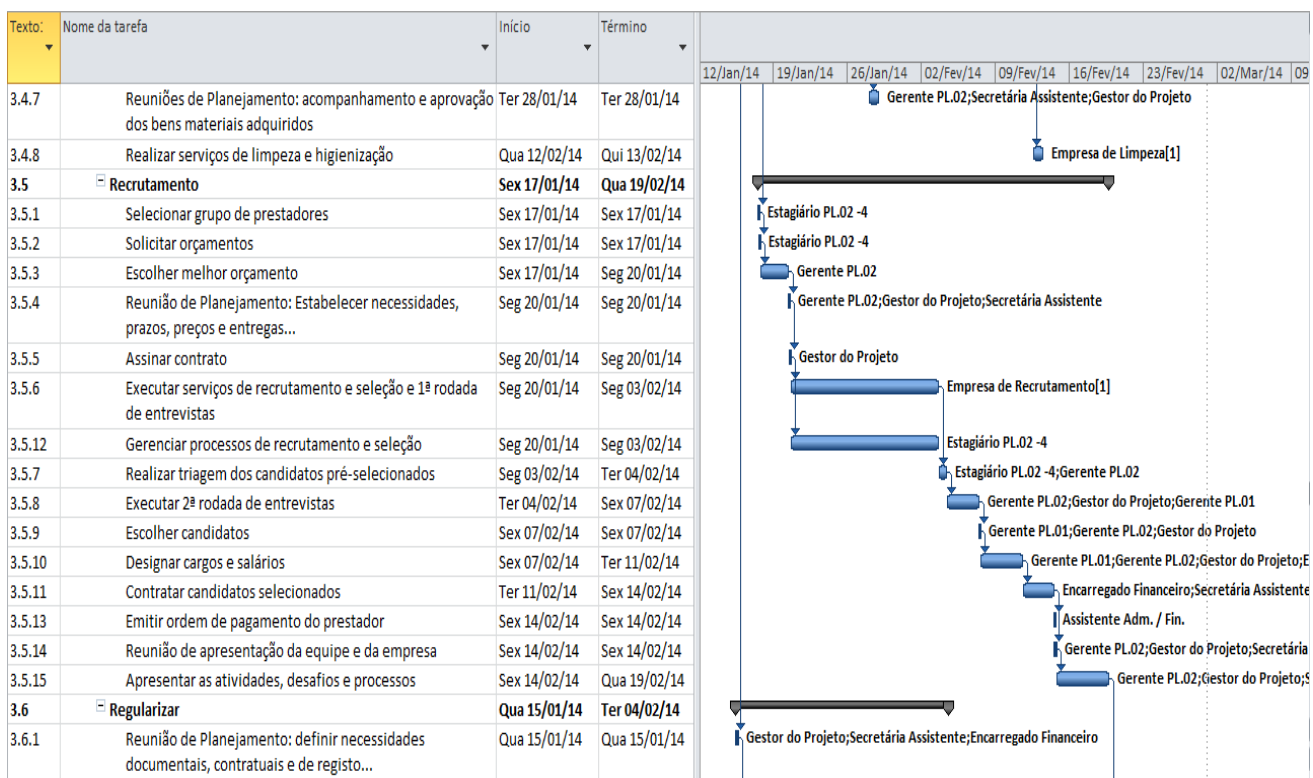 Texto: Nome da tarefa Início Término
12/Jan/14 19/Jan/14 26/Jan/14 02/Fev/14 09/Fev/14 16/Fev/14 23/Fev/14 02/Mar/14 09
3.4.7 Reuniões de Planejamento: acompanhamento e aprovação Ter 28/01/14 Ter 28/01/14 Gerente PL.02;Secretária Assistente;Gestor do Projeto
dos bens materiais adquiridos
3.4.8 Realizar serviços de limpeza e higienização Qua 12/02/14 Qui 13/02/14 Empresa de Limpeza[1]
3.5 Recrutamento Sex 17/01/14 Qua 19/02/14
3.5.1 Selecionar grupo de prestadores Sex 17/01/14 Sex 17/01/14 Estagiário PL.02 -4
3.5.2 Solicitar orçamentos Sex 17/01/14 Sex 17/01/14 Estagiário PL.02 -4
3.5.3 Escolher melhor orçamento Sex 17/01/14 Seg 20/01/14 Gerente PL.02
3.5.4 Reunião de Planejamento: Estabelecer necessidades, Seg 20/01/14 Seg 20/01/14 Gerente PL.02;Gestor do Projeto;Secretária Assistente
prazos, preços e entregas...
3.5.5 Assinar contrato Seg 20/01/14 Seg 20/01/14 Gestor do Projeto
3.5.6 Executar serviços de recrutamento e seleção e 1ª rodada Seg 20/01/14 Seg 03/02/14 Empresa de Recrutamento[1]
de entrevistas
3.5.12 Gerenciar processos de recrutamento e seleção Seg 20/01/14 Seg 03/02/14 Estagiário PL.02 -4
3.5.7 Realizar triagem dos candidatos pré-selecionados Seg 03/02/14 Ter 04/02/14 Estagiário PL.02 -4;Gerente PL.02
3.5.8 Executar 2ª rodada de entrevistas Ter 04/02/14 Sex 07/02/14 Gerente PL.02;Gestor do Projeto;Gerente PL.01
3.5.9 Escolher candidatos Sex 07/02/14 Sex 07/02/14 Gerente PL.01;Gerente PL.02;Gestor do Projeto
3.5.10 Designar cargos e salários Sex 07/02/14 Ter 11/02/14 Gerente PL.01;Gerente PL.02;Gestor do Projeto;E
3.5.11 Contratar candidatos selecionados Ter 11/02/14 Sex 14/02/14 Encarregado Financeiro;Secretária Assistente
3.5.13 Emitir ordem de pagamento do prestador Sex 14/02/14 Sex 14/02/14 Assistente Adm. / Fin.
3.5.14 Reunião de apresentação da equipe e da empresa Sex 14/02/14 Sex 14/02/14 Gerente PL.02;Gestor do Projeto;Secretária
3.5.15 Apresentar as atividades, desafios e processos Sex 14/02/14 Qua 19/02/14 Gerente PL.02;Gestor do Projeto;S
3.6 Regularizar Qua 15/01/14 Ter 04/02/14
3.6.1 Reunião de Planejamento: definir necessidades Qua 15/01/14 Qua 15/01/14 Gestor do Projeto;Secretária Assistente;Encarregado Financeiro
documentais, contratuais e de registo...